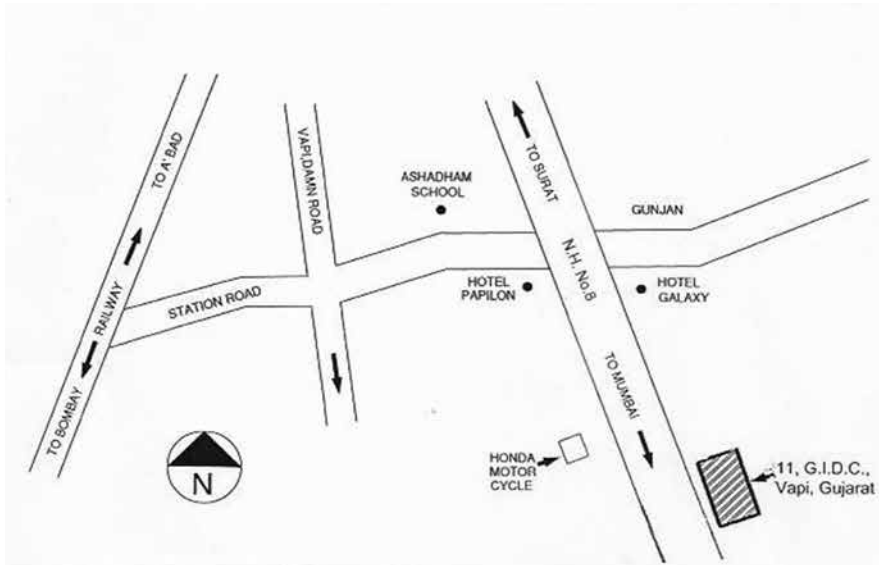 TO A' BAD
RAILWAY
TO BOMBAY
VAPI,DAMN ROAD
STATION ROAD
ASHADHAM
SCHOOL
TO SURAT
N.H. No.8
TO MUMBAI
GUNJAN
HOTEL
PAPILON
HOTEL
GALAXY
HONDA
MOTOR
CYCLE
11, G.I.D.C.,
Vapi, Gujarat
N